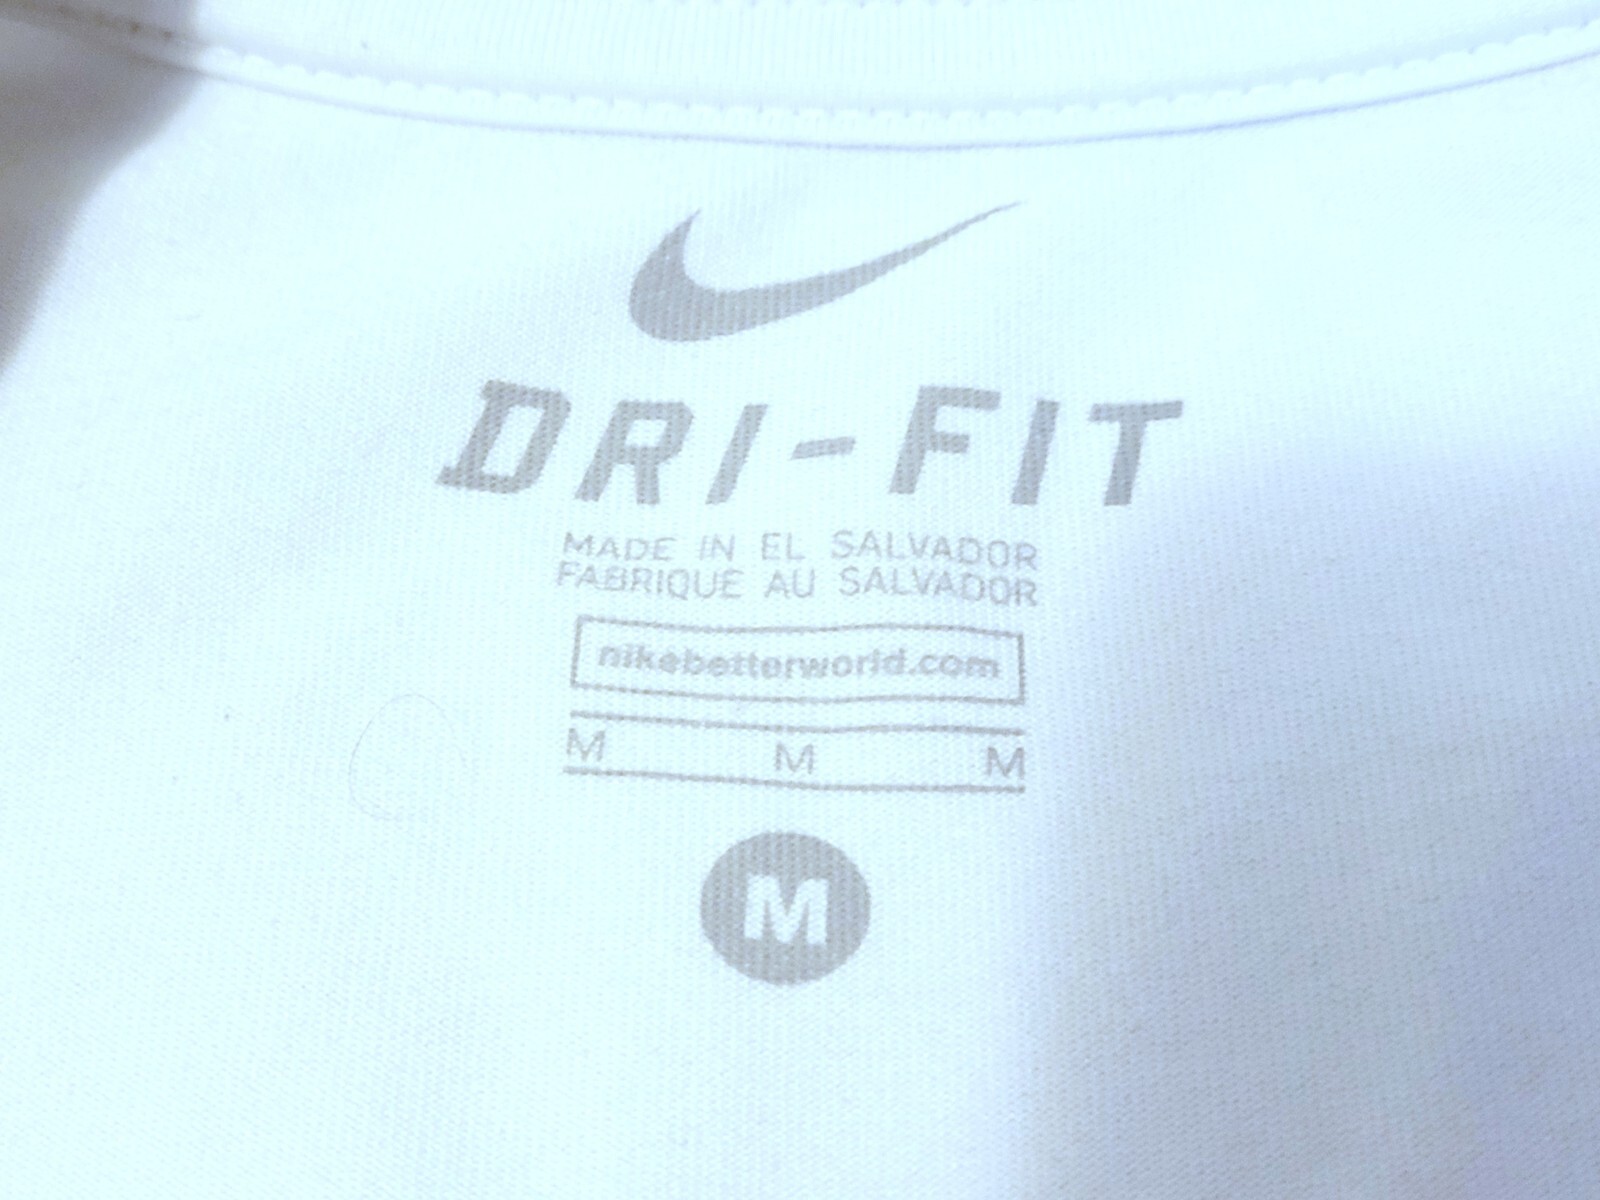 DRI-FIT
MADE IN EL SALVADOR
FABRIQUE AU SALVADOR
nikebetterworld.com
M M M
M